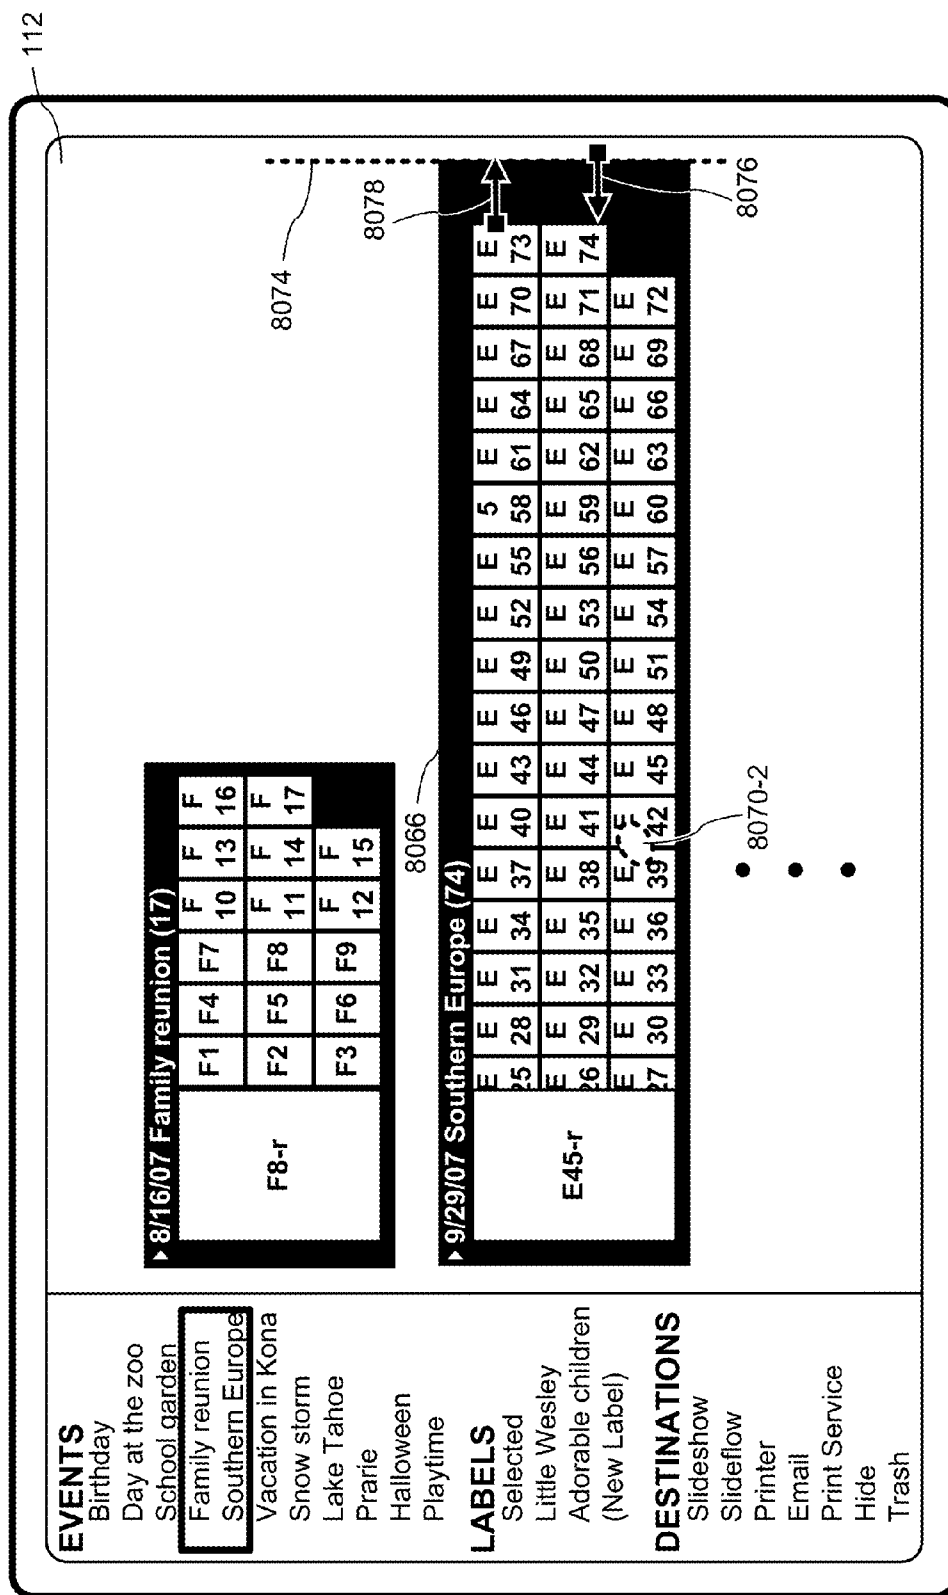 112
EVENTS
Birthday
Day at the zoo
School garden
Family reunion
Southern Europe
Vacation in Kona
Snow storm
Lake Tahoe
Prarie
Halloween
Playtime
LABELS
Selected
Little Wesley
Adorable children
(New Label)
DESTINATIONS
Slideshow
Slideflow
Printer
Email
Print Service
Hide
Trash
8/16/07 Family reunion (17)
F8-r
F1 F4 F7 F 10 F 13 F 16
F2 F5 F8 F 11 F 14 F 17
F3 F6 F9 F 12 F 15
8074
8078
8066
9/29/07 Southern Europe (74)
E45-r
E 25 E 28 E 31 E 34 E 37 E 40 E 43 E 46 E 49 E 52 E 55 5 58 E 61 E 64 E 67 E 70 E 73
E 26 E 29 E 32 E 35 E 38 E 41 E 44 E 47 E 50 E 53 E 56 E 59 E 62 E 65 E 68 E 71 E 74
E 27 E 30 E 33 E 36 E 39 E 42 E 45 E 48 E 51 E 54 E 57 E 60 E 63 E 66 E 69 E 72
8070-2
8076